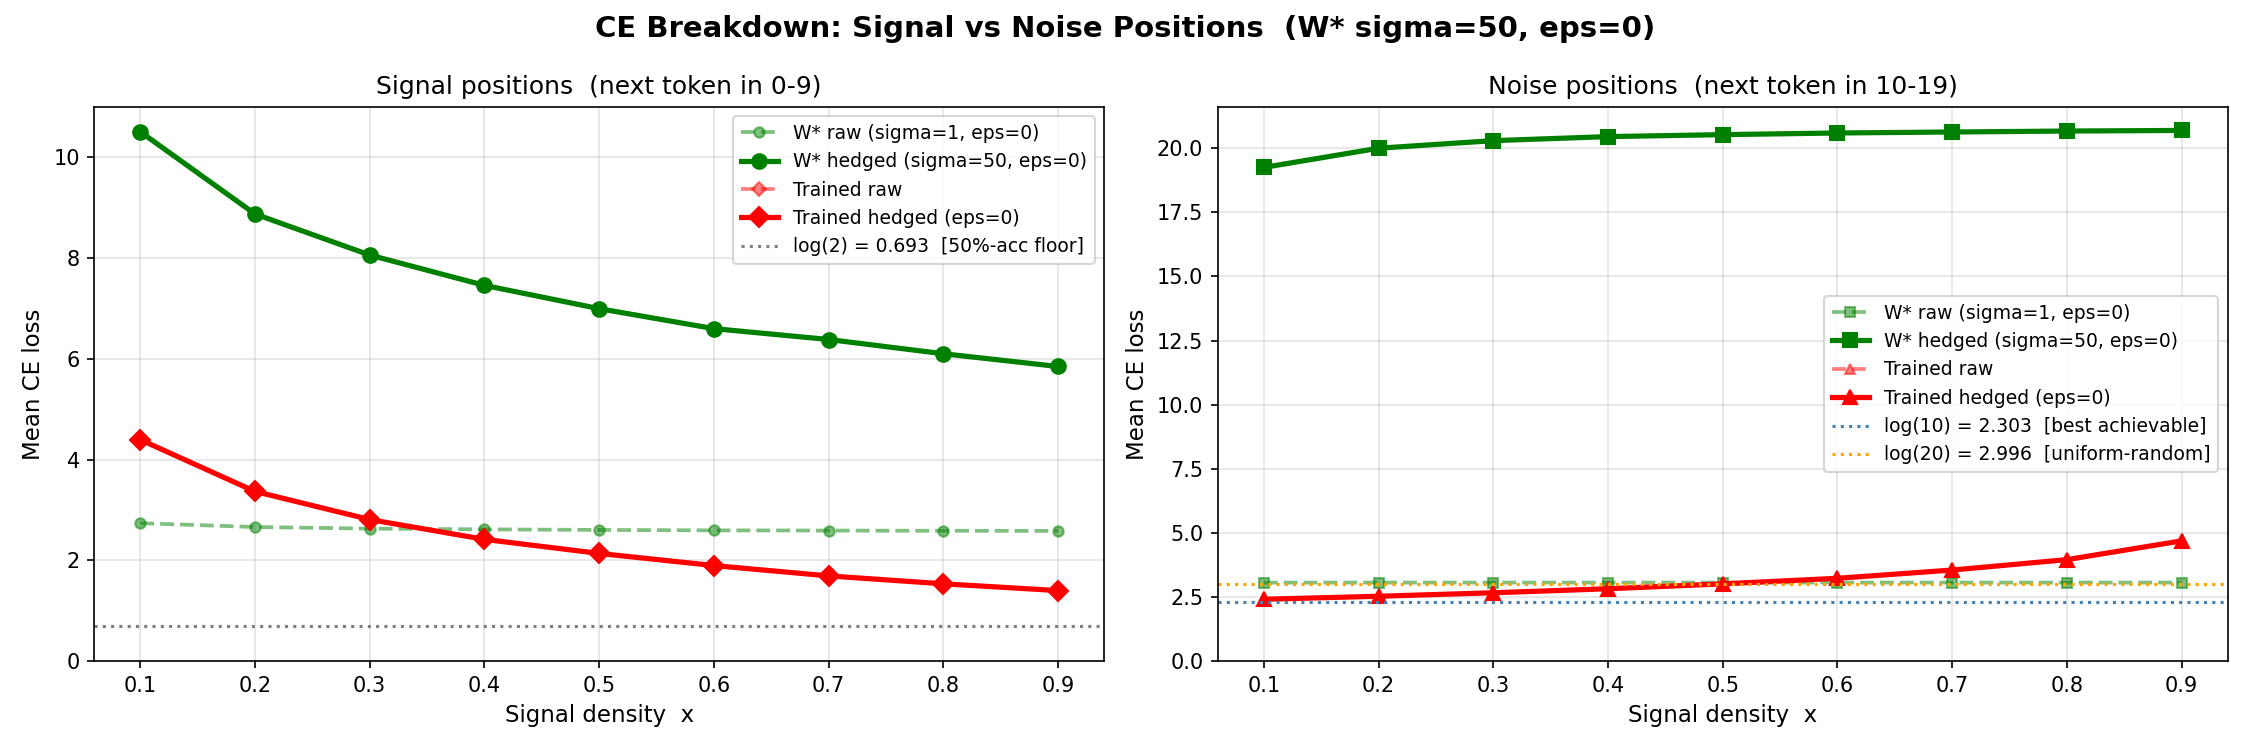 CE Breakdown: Signal vs Noise Positions  (W* sigma=50, eps=0)
Signal positions  (next token in 0-9)
Mean CE loss
10
8
6
4
2
0
W* raw (sigma=1, eps=0)
W* hedged (sigma=50, eps=0)
Trained raw
Trained hedged (eps=0)
log(2) = 0.693  [50%-acc floor]
0.1 0.2 0.3 0.4 0.5 0.6 0.7 0.8 0.9
Signal density  x
Noise positions  (next token in 10-19)
Mean CE loss
20.0
17.5
15.0
12.5
10.0
7.5
5.0
2.5
0.0
W* raw (sigma=1, eps=0)
W* hedged (sigma=50, eps=0)
Trained raw
Trained hedged (eps=0)
log(10) = 2.303  [best achievable]
log(20) = 2.996  [uniform-random]
0.1 0.2 0.3 0.4 0.5 0.6 0.7 0.8 0.9
Signal density  x